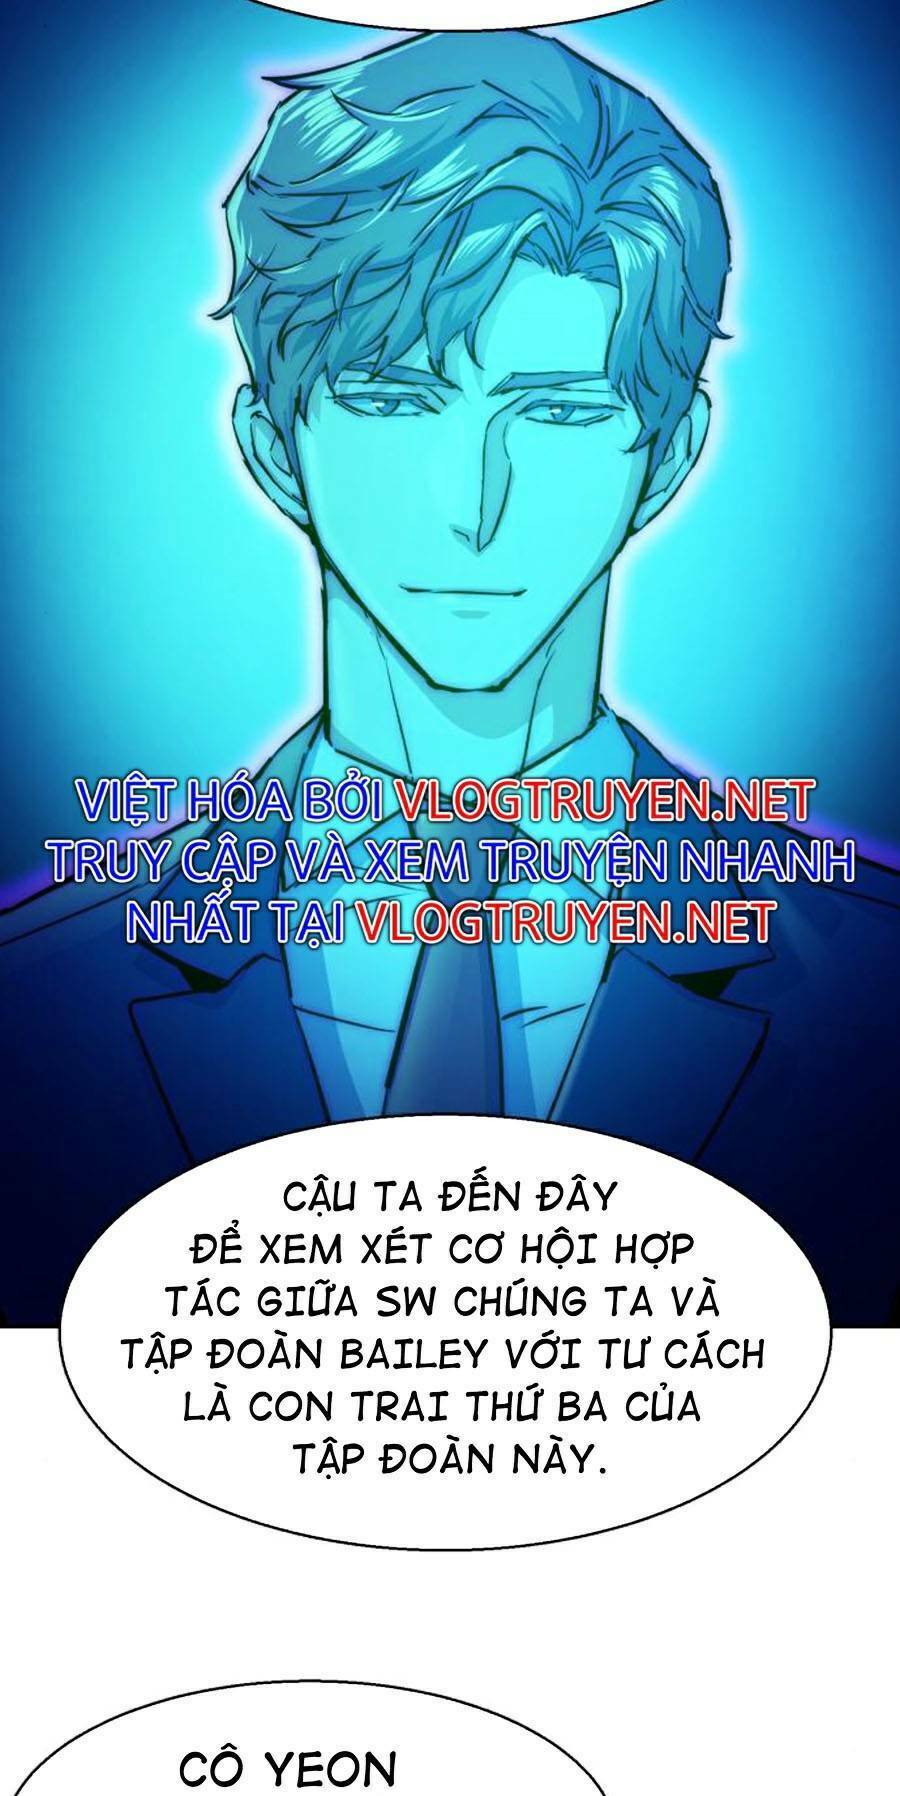 VIỆT HÓA BỞI VLOGTRUYEN.NET
TRUY CẬP VÀ XEM TRUYỆN NHANH
NHẤT TẠI VLOGTRUYEN.NET
CẬU TA ĐẾN ĐÂY
ĐỂ XEM XÉT CƠ HỘI HỢP
TÁC GIỮA SW CHÚNG TA VÀ
TẬP ĐOÀN BAILEY VỚI TƯ CÁCH
LÀ CON TRAI THỨ BA CỦA
TẬP ĐOÀN NÀY.
CÔ YEON